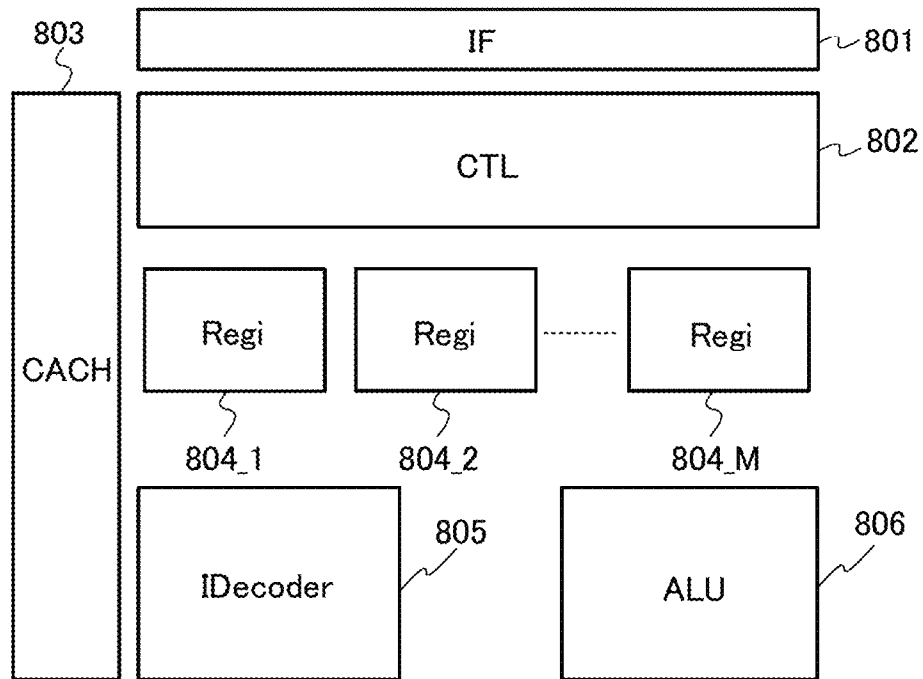 803
IF
801
CTL
802
CACH
Regi
Regi
Regi
804_1
804_2
804_M
IDecoder
805
ALU
806